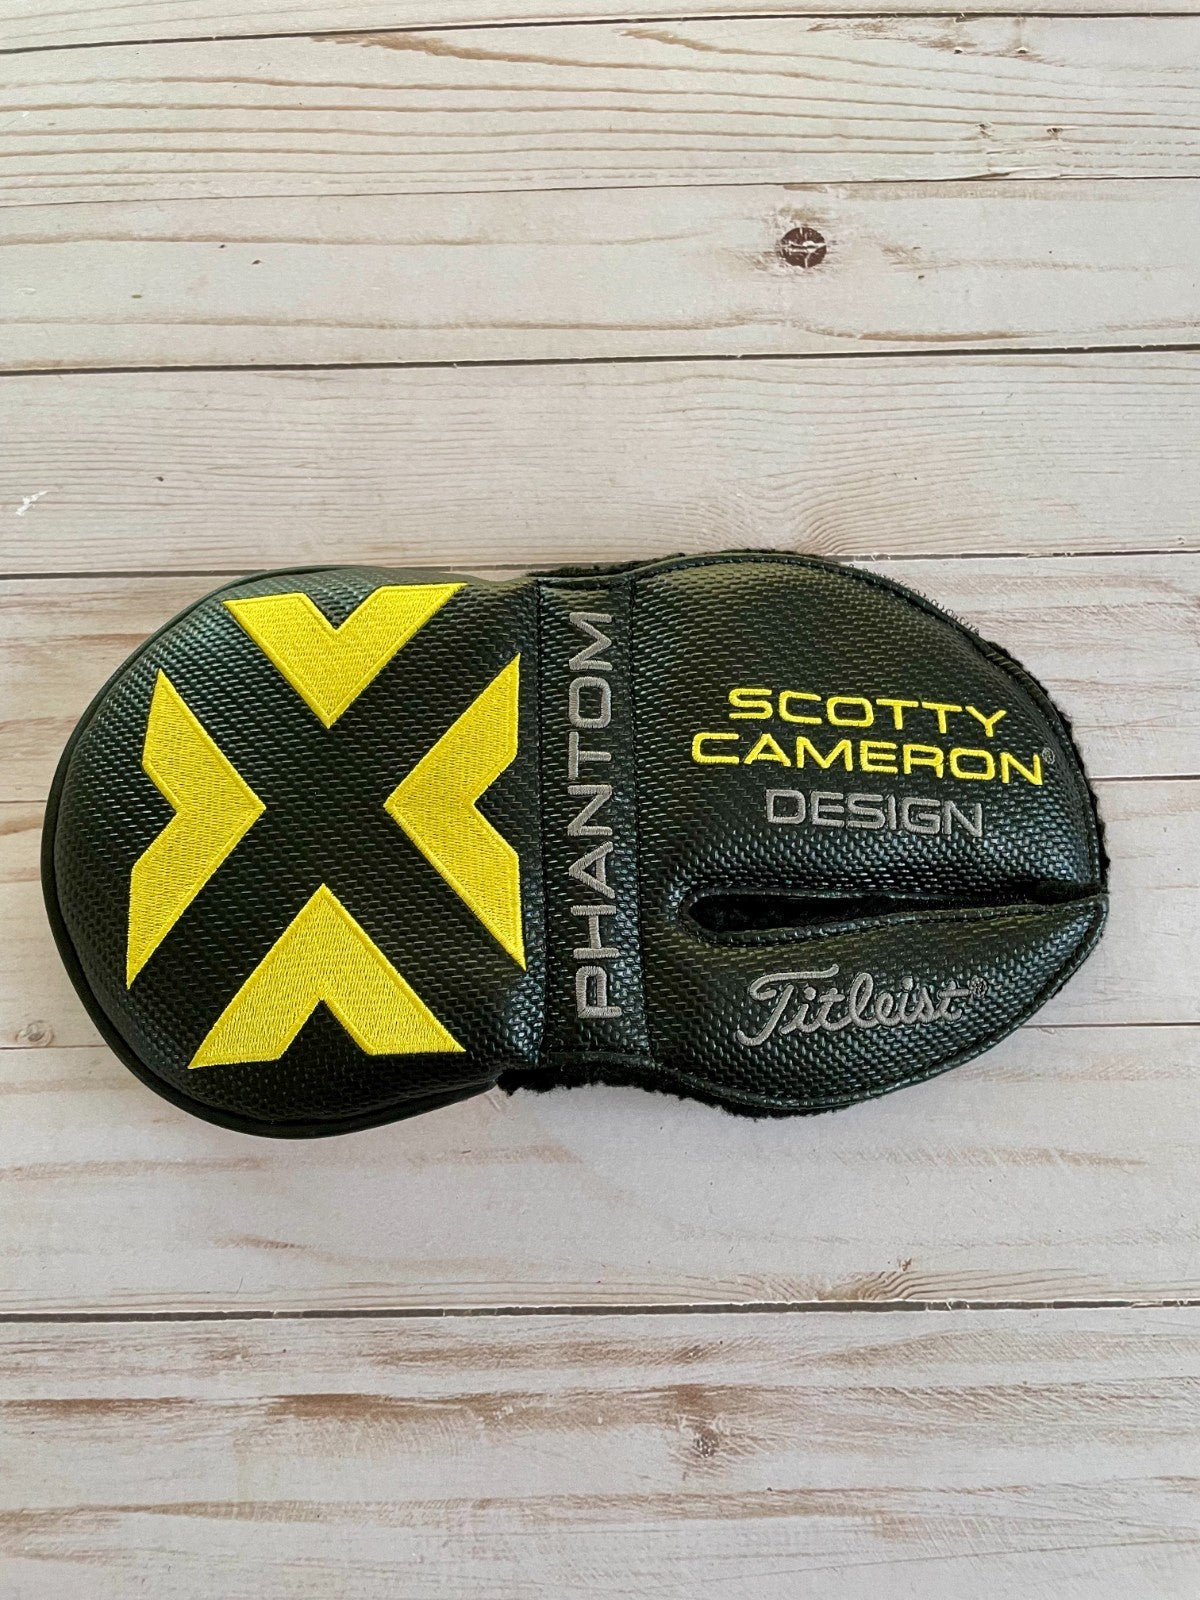 X
PHANTOM
SCOTTY
CAMERON®
DESIGN
Titleist®